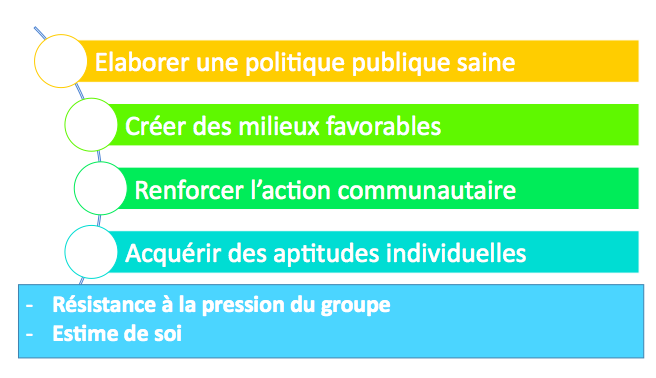 Elaborer une politique publique saine
Créer des milieux favorables
Renforcer l’action communautaire
Acquérir des aptitudes individuelles
- Résistance à la pression du groupe
- Estime de soi